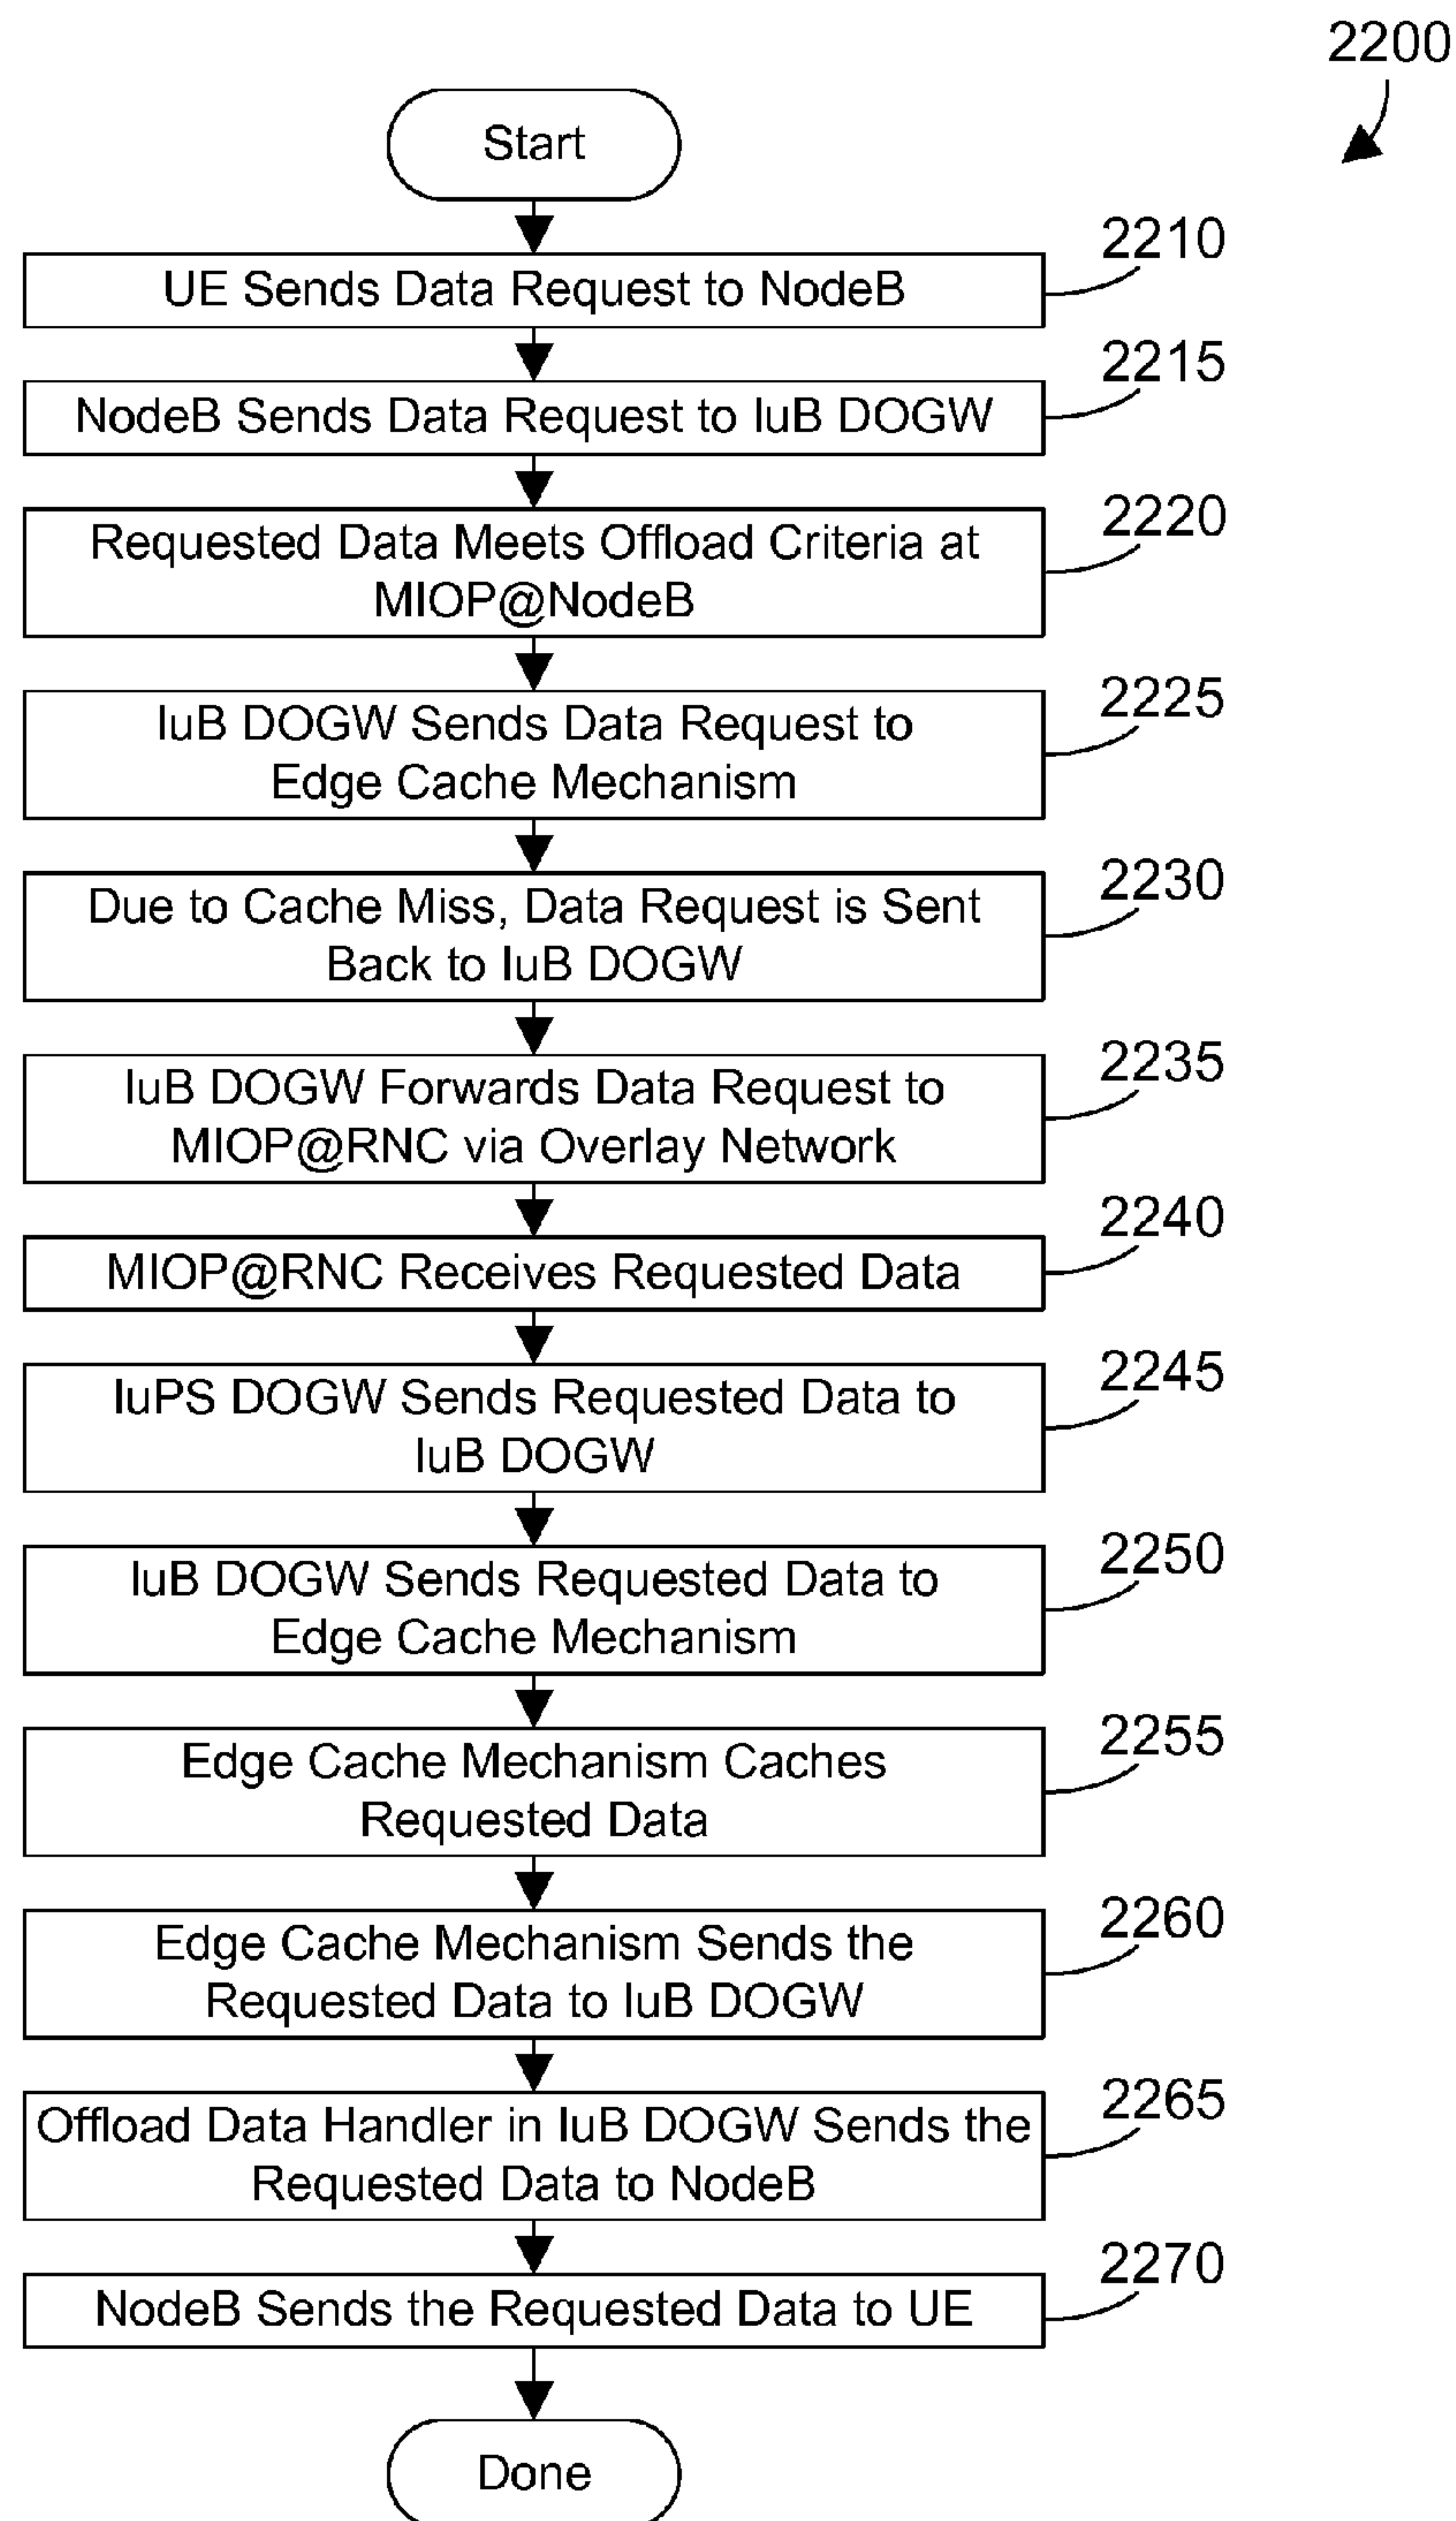 2200
Start
2210
UE Sends Data Request to NodeB
2215
NodeB Sends Data Request to IuB DOGW
2220
Requested Data Meets Offload Criteria at
MIOP@NodeB
2225
IuB DOGW Sends Data Request to
Edge Cache Mechanism
2230
Due to Cache Miss, Data Request is Sent
Back to IuB DOGW
2235
IuB DOGW Forwards Data Request to
MIOP@RNC via Overlay Network
2240
MIOP@RNC Receives Requested Data
2245
IuPS DOGW Sends Requested Data to
IuB DOGW
2250
IuB DOGW Sends Requested Data to
Edge Cache Mechanism
2255
Edge Cache Mechanism Caches
Requested Data
2260
Edge Cache Mechanism Sends the
Requested Data to IuB DOGW
2265
Offload Data Handler in IuB DOGW Sends the
Requested Data to NodeB
2270
NodeB Sends the Requested Data to UE
Done